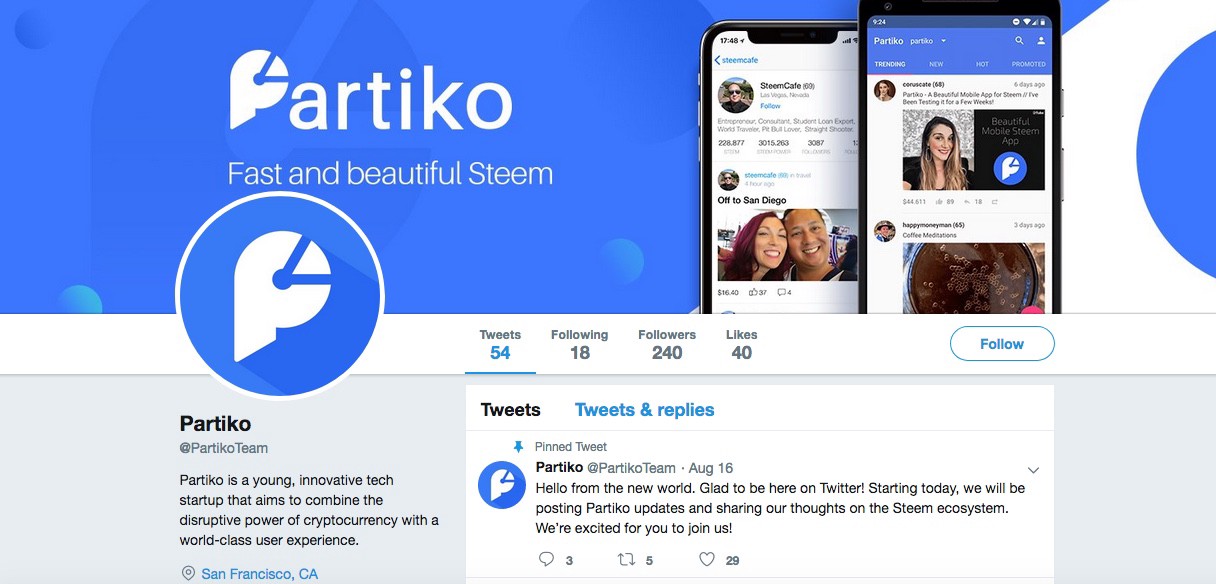 Partiko
Fast and beautiful Steem
17:48
steemcafe
SteemCafe (69)
Las Vegas, Nevada
Follow
Entrepreneur, Consultant, Student Loan Expert,
World Traveler, Pit Bull Lover, Straight Shooter.
228.877 3015.263 3087
STEEM STEEM POWER FOLLOWERS
steemcafe (69) in travel
4 hour ago
Off to San Diego
$16.40 37 4
9:24
Partiko partiko
TRENDING NEW HOT PROMOTED
coruscate (68) 6 days ago
Partiko - A Beautiful Mobile App for Steem // I've
Been Testing it for a Few Weeks!
Beautiful
Mobile Steem
App
$44.611 89 18
happymoneyman (65) 3 days ago
Coffee Meditations
Tweets Following Followers Likes
54 18 240 40
Follow
Partiko
@PartikoTeam
Partiko is a young, innovative tech
startup that aims to combine the
disruptive power of cryptocurrency with a
world-class user experience.
San Francisco, CA
Tweets Tweets & replies
Pinned Tweet
Partiko @PartikoTeam · Aug 16
Hello from the new world. Glad to be here on Twitter! Starting today, we will be
posting Partiko updates and sharing our thoughts on the Steem ecosystem.
We're excited for you to join us!
3 5 29